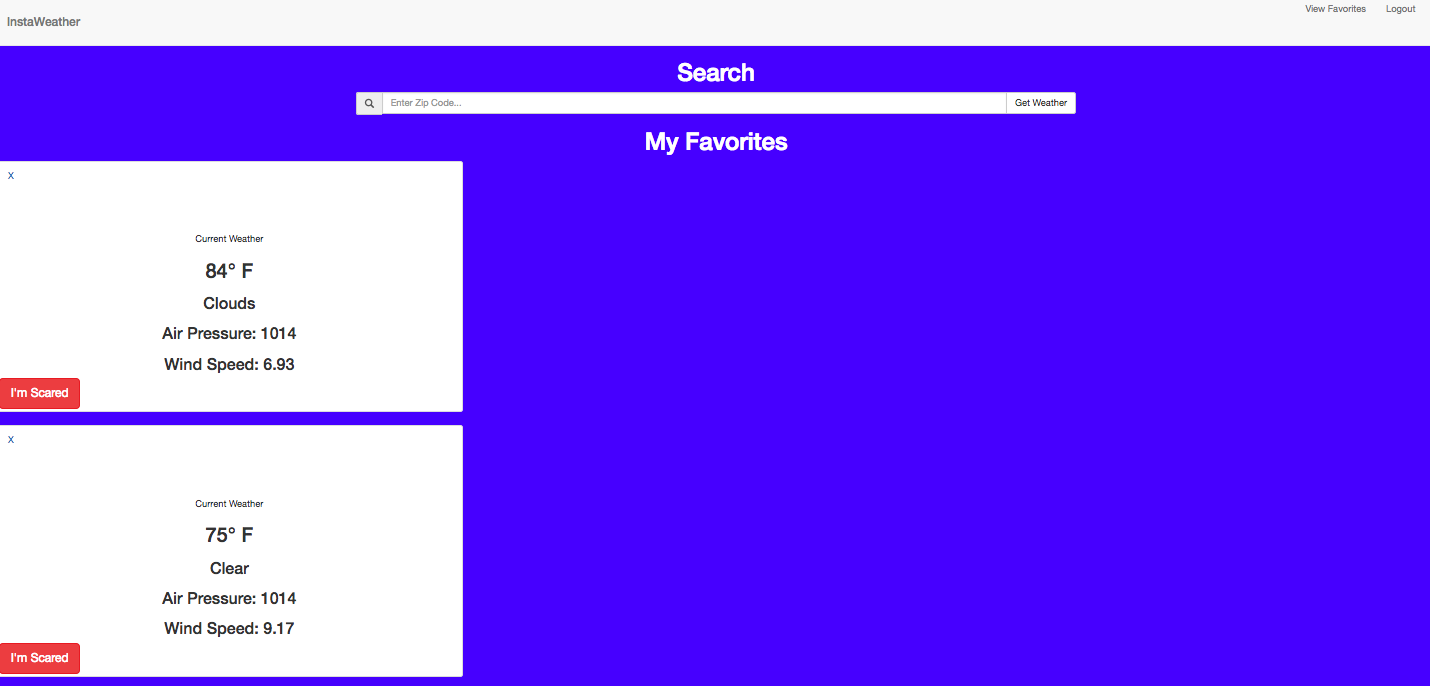 InstaWeather
View Favorites
Logout
Search
Enter Zip Code...
Get Weather
My Favorites
X
Current Weather
84° F
Clouds
Air Pressure: 1014
Wind Speed: 6.93
I'm Scared
X
Current Weather
75° F
Clear
Air Pressure: 1014
Wind Speed: 9.17
I'm Scared